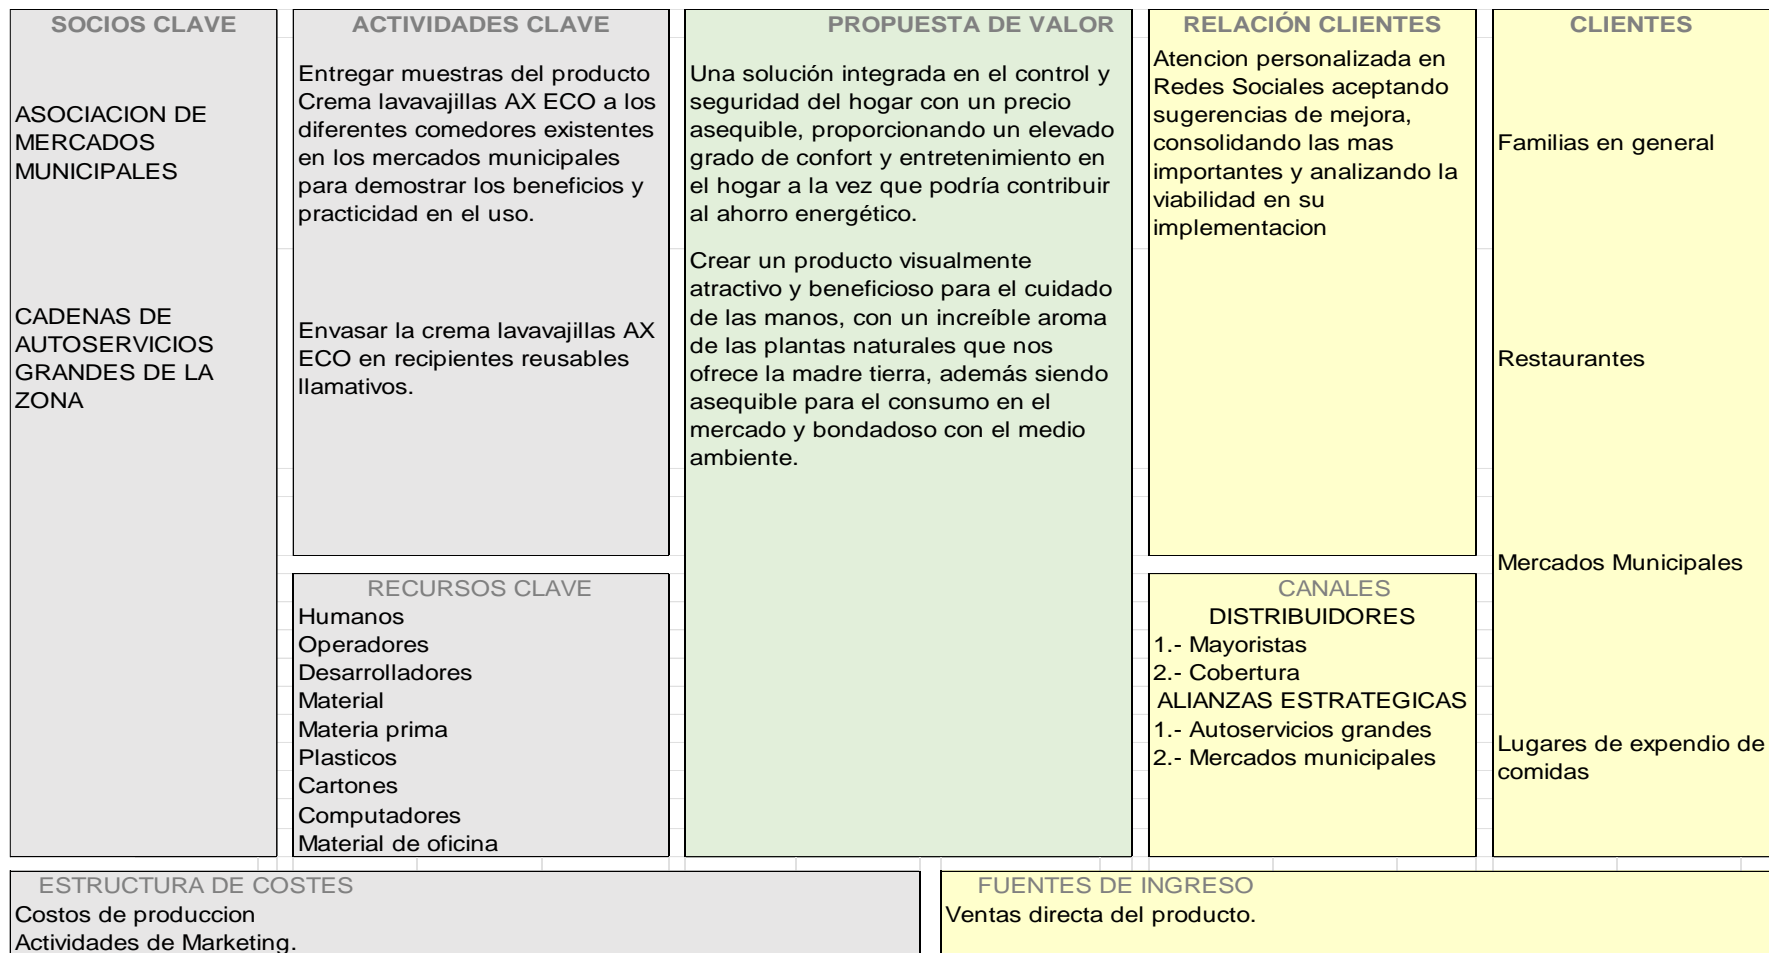 SOCIOS CLAVE
ASOCIACION DE
MERCADOS
MUNICIPALES
CADENAS DE
AUTOSERVICIOS
GRANDES DE LA
ZONA
ACTIVIDADES CLAVE
Entregar muestras del producto
Crema lavavajillas AX ECO a los
diferentes comedores existentes
en los mercados municipales
para demostrar los beneficios y
practicidad en el uso.
Envasar la crema lavavajillas AX
ECO en recipientes reusables
llamativos.
RECURSOS CLAVE
Humanos
Operadores
Desarrolladores
Material
Materia prima
Plasticos
Cartones
Computadores
Material de oficina
PROPUESTA DE VALOR
Una solución integrada en el control y
seguridad del hogar con un precio
asequible, proporcionando un elevado
grado de confort y entretenimiento en
el hogar a la vez que podría contribuir
al ahorro energético.
Crear un producto visualmente
atractivo y beneficioso para el cuidado
de las manos, con un increíble aroma
de las plantas naturales que nos
ofrece la madre tierra, además siendo
asequible para el consumo en el
mercado y bondadoso con el medio
ambiente.
RELACIÓN CLIENTES
Atencion personalizada en
Redes Sociales aceptando
sugerencias de mejora,
consolidando las mas
importantes y analizando la
viabilidad en su
implementacion
CANALES
DISTRIBUIDORES
1.- Mayoristas
2.- Cobertura
ALIANZAS ESTRATEGICAS
1.- Autoservicios grandes
2.- Mercados municipales
CLIENTES
Familias en general
Restaurantes
Mercados Municipales
Lugares de expendio de
comidas
ESTRUCTURA DE COSTES
Costos de produccion
Actividades de Marketing.
FUENTES DE INGRESO
Ventas directa del producto.